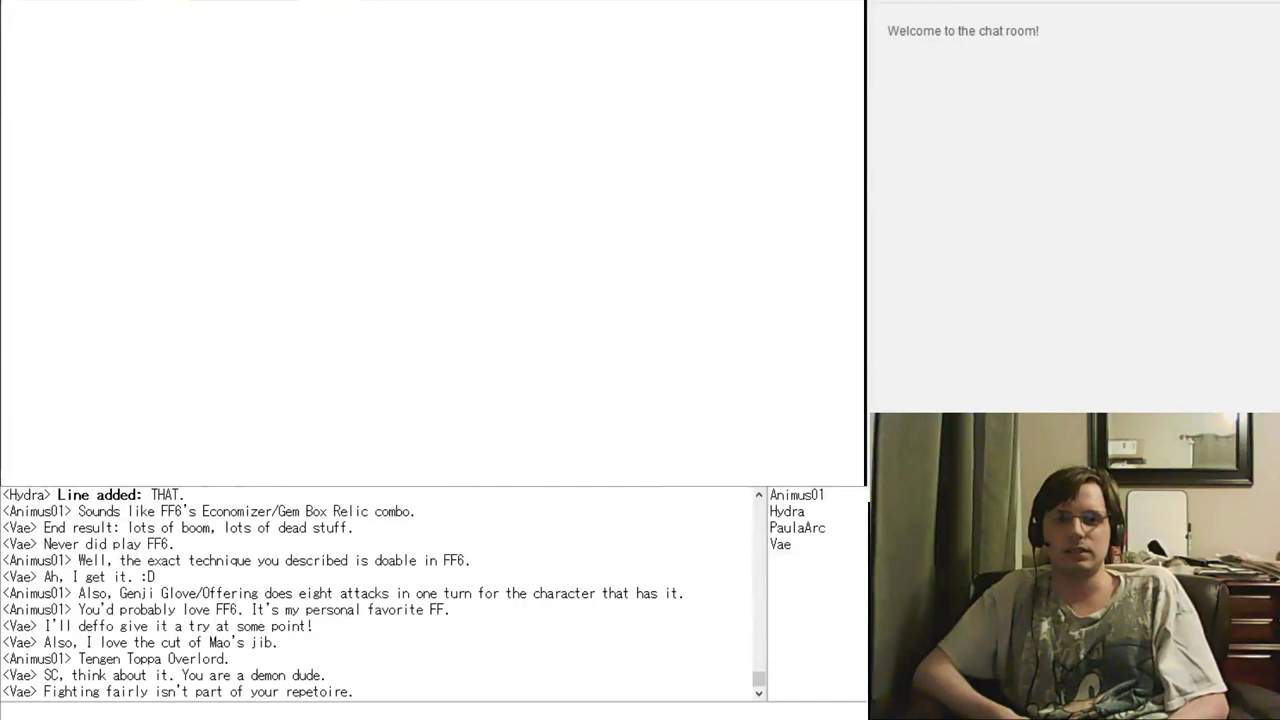 Welcome to the chat room!
<Hydra> Line added: THAT.
<Animus01> Sounds like FF6's Economizer/Gem Box Relic combo.
<Vae> End result: lots of boom, lots of dead stuff.
<Vae> Never did play FF6.
<Animus01> Well, the exact technique you described is doable in FF6.
<Vae> Ah, I get it. :D
<Animus01> Also, Genji Glove/Offering does eight attacks in one turn for the character that has it.
<Animus01> You'd probably love FF6. It's my personal favorite FF.
<Vae> I'll deffo give it a try at some point!
<Vae> Also, I love the cut of Mao's jib.
<Animus01> Tengen Toppa Overlord.
<Vae> SC, think about it. You are a demon dude.
<Vae> Fighting fairly isn't part of your repetoire.
Animus01
Hydra
PaulaArc
Vae